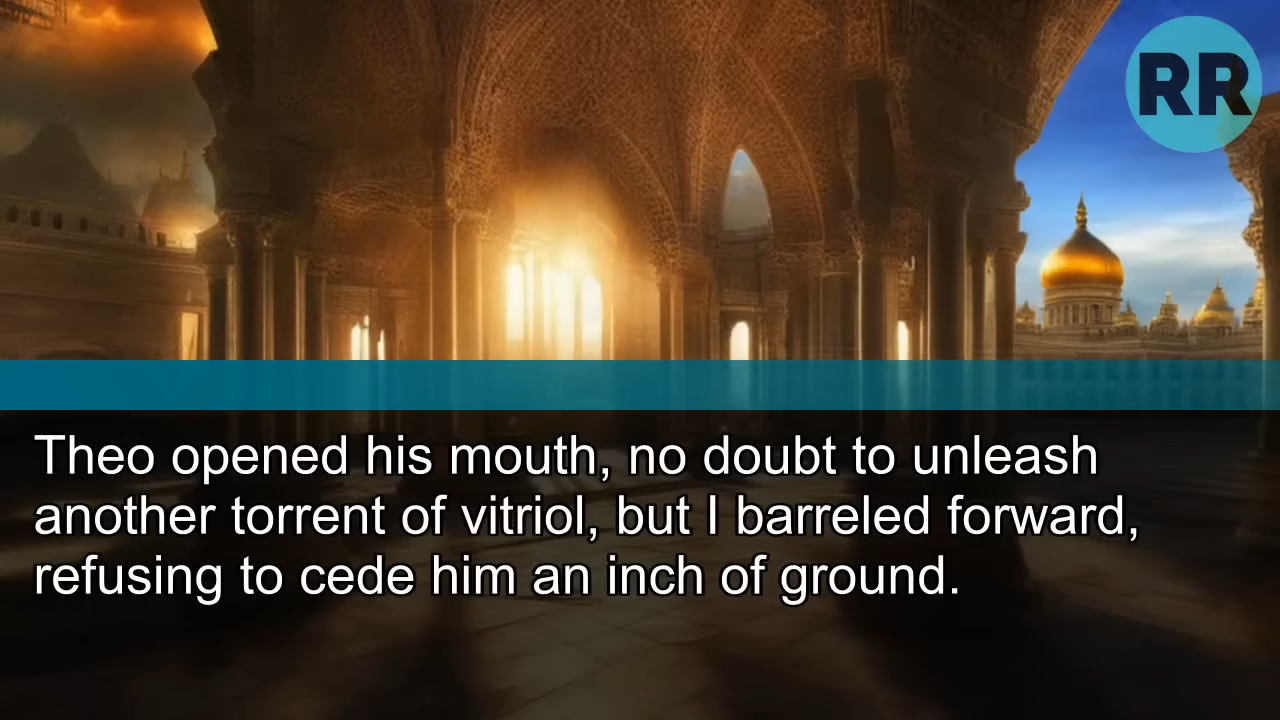 RR
Theo opened his mouth, no doubt to unleash
another torrent of vitriol, but I barreled forward,
refusing to cede him an inch of ground.